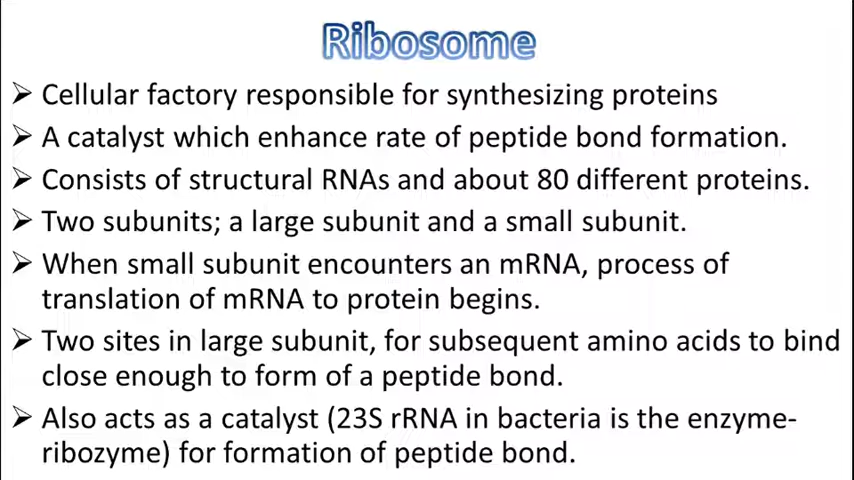 Ribosome
➢ Cellular factory responsible for synthesizing proteins
➢ A catalyst which enhance rate of peptide bond formation.
➢ Consists of structural RNAs and about 80 different proteins.
➢ Two subunits; a large subunit and a small subunit.
➢ When small subunit encounters an mRNA, process of
translation of mRNA to protein begins.
➢ Two sites in large subunit, for subsequent amino acids to bind
close enough to form of a peptide bond.
➢ Also acts as a catalyst (23S rRNA in bacteria is the enzyme-
ribozyme) for formation of peptide bond.